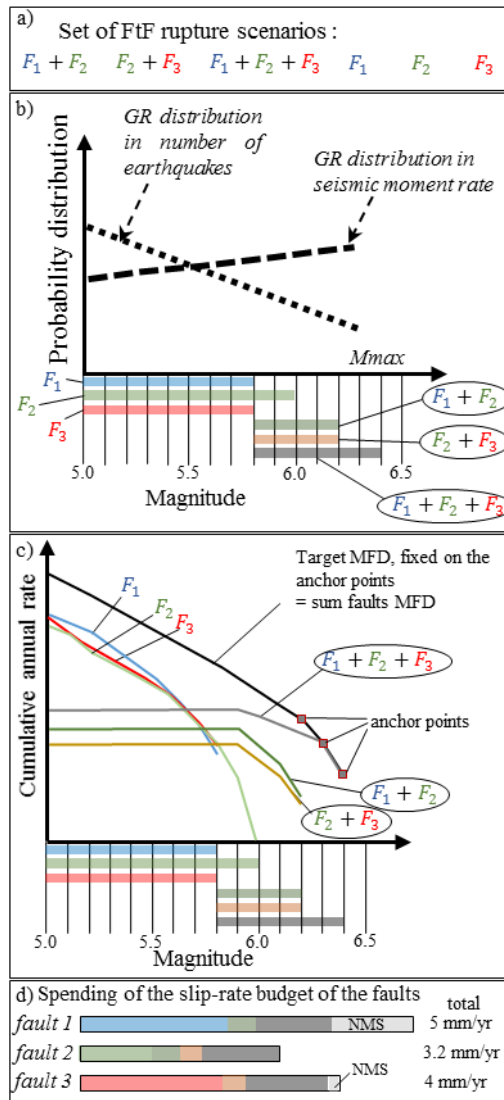 a)
Set of FtF rupture scenarios :
F₁ + F₂ F₂ + F₃ F₁ + F₂ + F₃ F₁ F₂ F₃
b)
GR distribution
in number of
earthquakes
GR distribution in
seismic moment rate
Probability distribution
Mmax
F₁
F₂
F₃
F₁ + F₂
F₂ + F₃
F₁ + F₂ + F₃
5.0 5.5 6.0 6.5
Magnitude
c)
Target MFD, fixed on the
anchor points
= sum faults MFD
F₁
F₂
F₃
F₁ + F₂ + F₃
anchor points
Cumulative annual rate
F₁ + F₂
F₂ + F₃
5.0 5.5 6.0 6.5
Magnitude
d) Spending of the slip-rate budget of the faults
total
fault 1 NMS 5 mm/yr
fault 2 3.2 mm/yr
NMS
fault 3 4 mm/yr